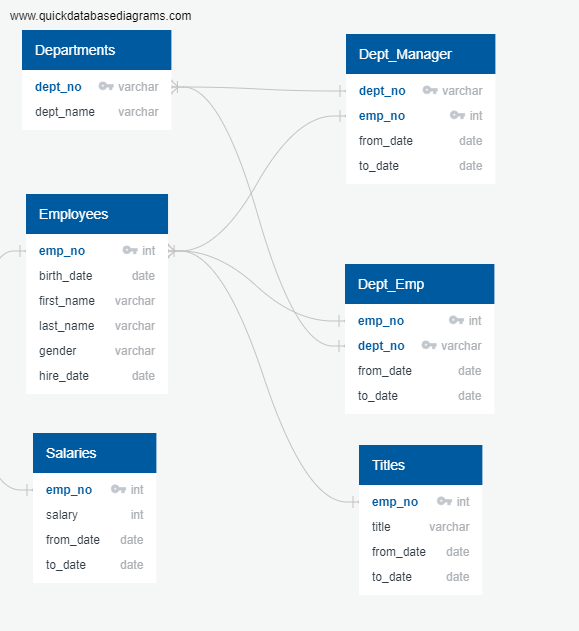 www.quickdatabasediagrams.com
Departments
dept_no varchar
dept_name varchar
Dept_Manager
dept_no varchar
emp_no int
from_date date
to_date date
Employees
emp_no int
birth_date date
first_name varchar
last_name varchar
gender varchar
hire_date date
Dept_Emp
emp_no int
dept_no varchar
from_date date
to_date date
Salaries
emp_no int
salary int
from_date date
to_date date
Titles
emp_no int
title varchar
from_date date
to_date date